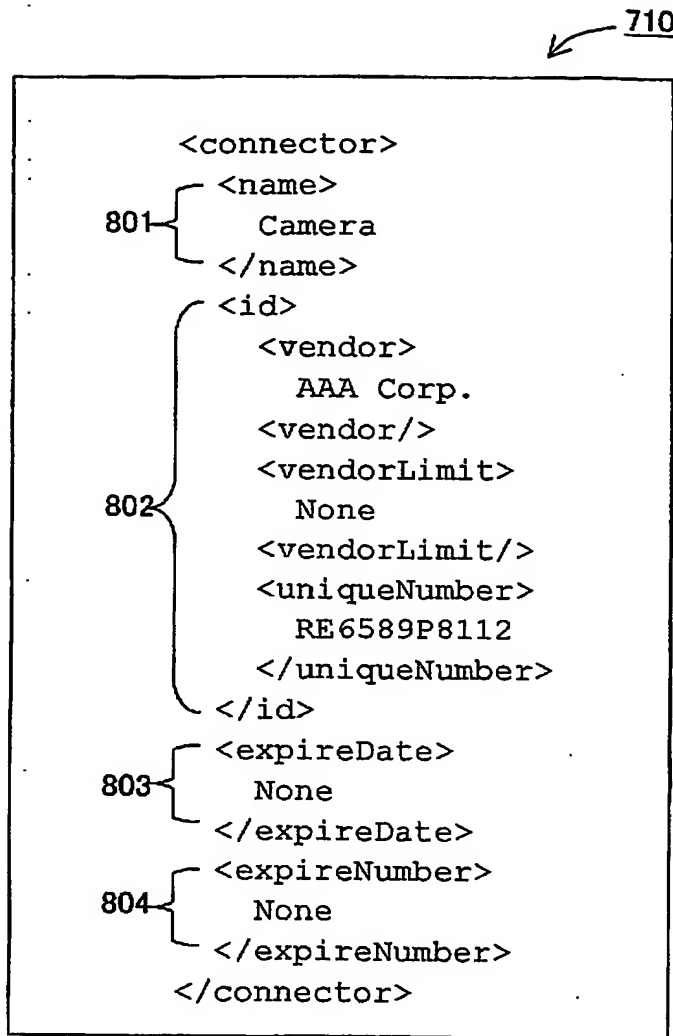 710
<connector>
<name>
801
Camera
</name>
<id>
<vendor>
AAA Corp.
<vendor/>
<vendorLimit>
802
None
<vendorLimit/>
<uniqueNumber>
RE6589P8112
</uniqueNumber>
</id>
<expireDate>
803
None
</expireDate>
<expireNumber>
804
None
</expireNumber>
</connector>